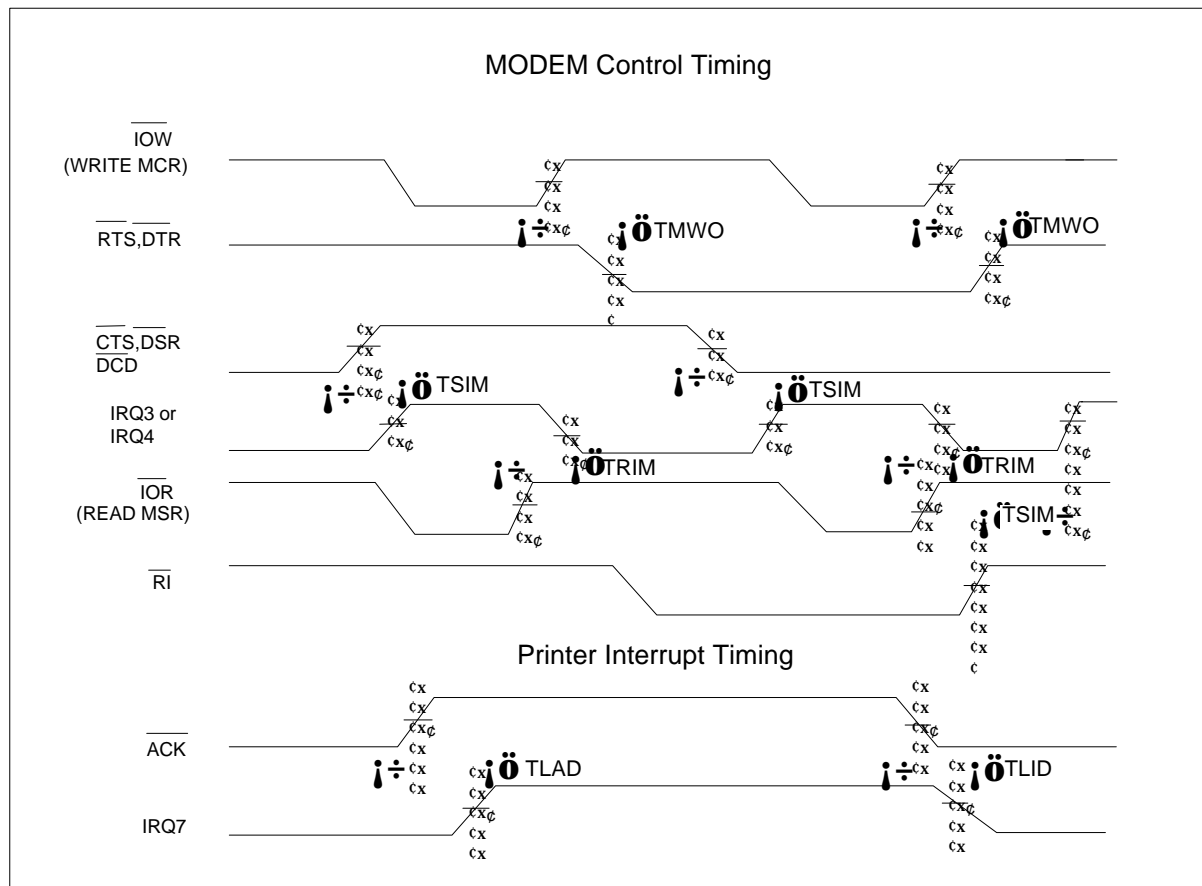 MODEM Control Timing
IOW
(WRITE MCR)
RTS,DTR
TMWO
TMWO
CTS,DSR
DCD
TSIM
TSIM
IRQ3 or
IRQ4
TRIM
TRIM
IOR
(READ MSR)
TSIM
RI
Printer Interrupt Timing
ACK
TLAD
TLID
IRQ7